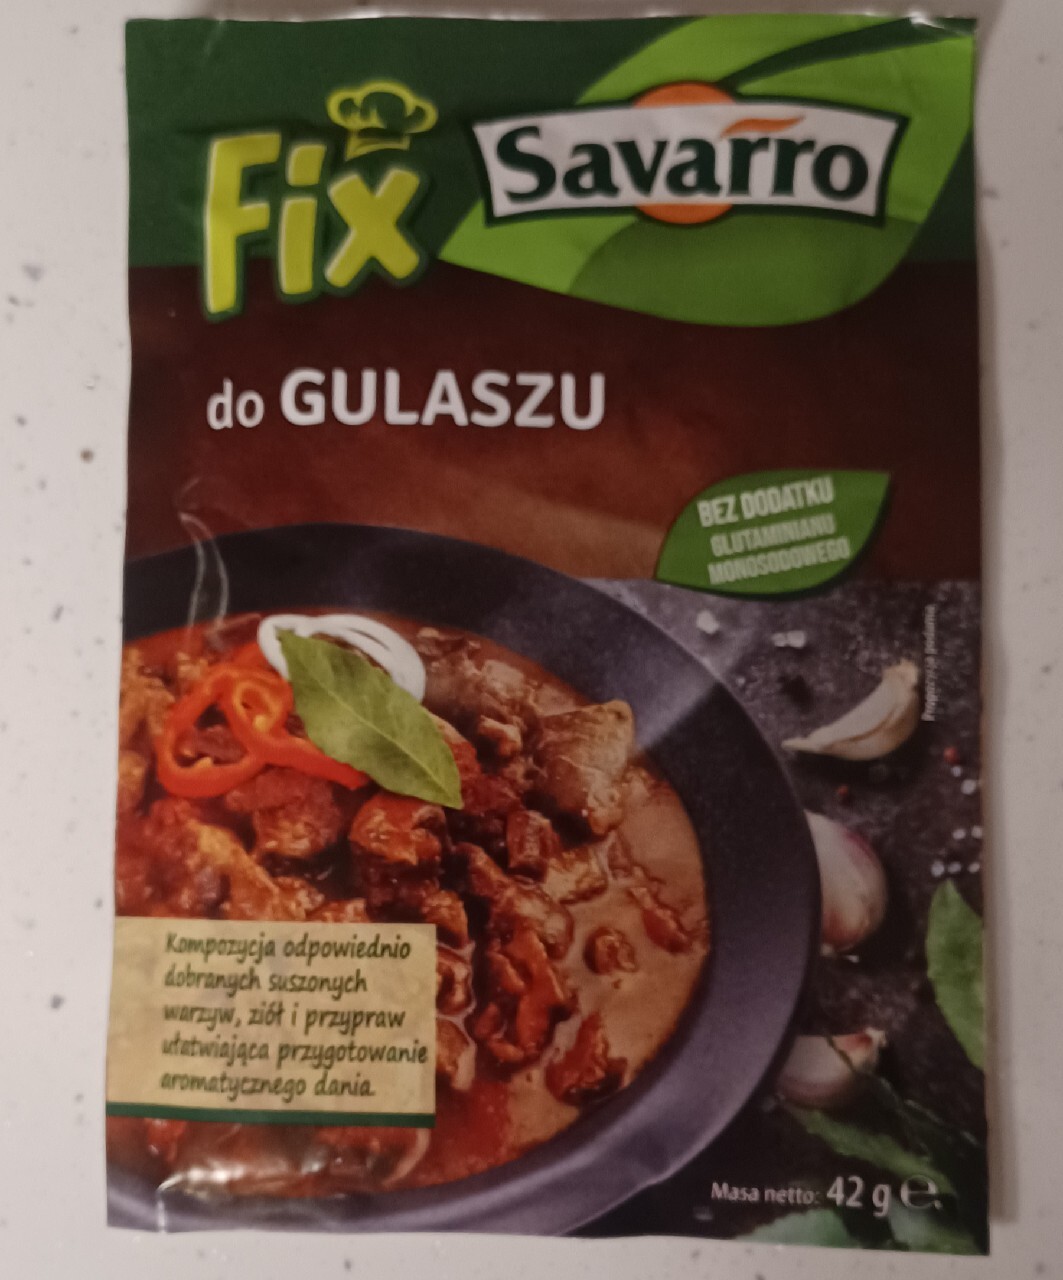 Fix
Savarro
do GULASZU
BEZ DODATKU
GLUTAMINIANU
MONOSODOWEGO
Propozycja podania.
Kompozycja odpowiednio
dobranych suszonych
warzyw, ziół i przypraw
ułatwiająca przygotowanie
aromatycznego dania.
Masa netto: 42 g ℮.